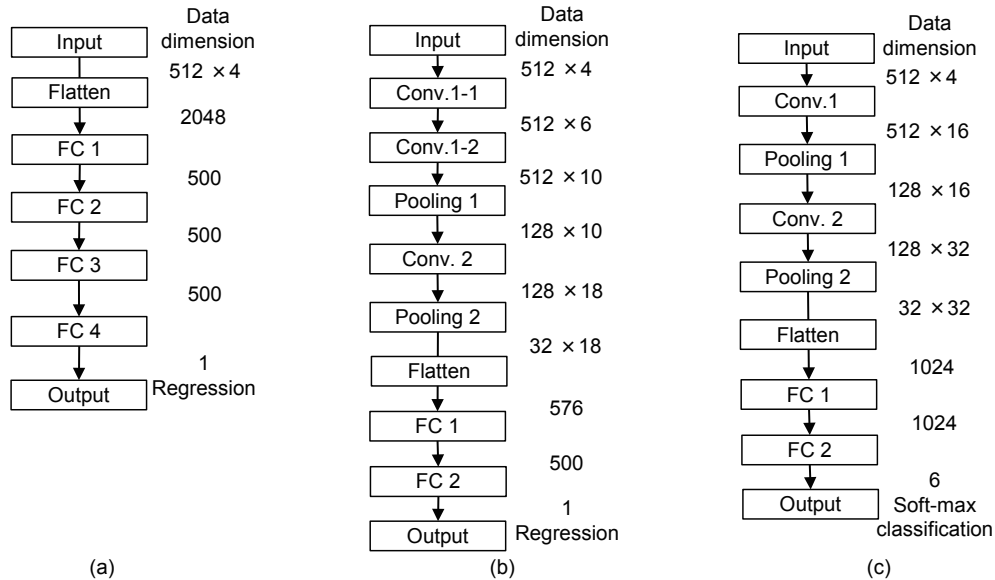 Data
dimension
Input
512 × 4
Flatten
2048
FC 1
500
FC 2
500
FC 3
500
FC 4
1
Regression
Output
(a)
Data
dimension
Input
512 × 4
Conv.1-1
512 × 6
Conv.1-2
512 × 10
Pooling 1
128 × 10
Conv. 2
128 × 18
Pooling 2
32 × 18
Flatten
576
FC 1
500
FC 2
1
Regression
Output
(b)
Data
dimension
Input
512 × 4
Conv.1
512 × 16
Pooling 1
128 × 16
Conv. 2
128 × 32
Pooling 2
32 × 32
Flatten
1024
FC 1
1024
FC 2
6
Soft-max
classification
Output
(c)